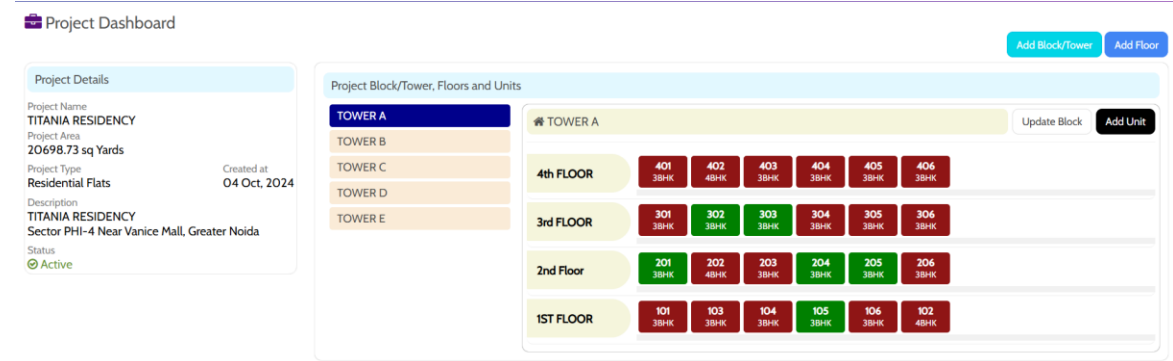 Project Dashboard
Add Block/Tower
Add Floor
Project Details
Project Name
TITANIA RESIDENCY
Project Area
20698.73 sq Yards
Project Type
Created at
Residential Flats
04 Oct, 2024
Description
TITANIA RESIDENCY
Sector PHI-4 Near Vanice Mall, Greater Noida
Status
Active
Project Block/Tower, Floors and Units
TOWER A
TOWER B
TOWER C
TOWER D
TOWER E
TOWER A
Update Block
Add Unit
4th FLOOR
401 402 403 404 405 406
3BHK 4BHK 3BHK 3BHK 3BHK 3BHK
3rd FLOOR
301 302 303 304 305 306
3BHK 3BHK 3BHK 3BHK 3BHK 3BHK
2nd Floor
201 202 203 204 205 206
3BHK 4BHK 3BHK 3BHK 3BHK 3BHK
1ST FLOOR
101 103 104 105 106 102
3BHK 3BHK 3BHK 3BHK 3BHK 4BHK